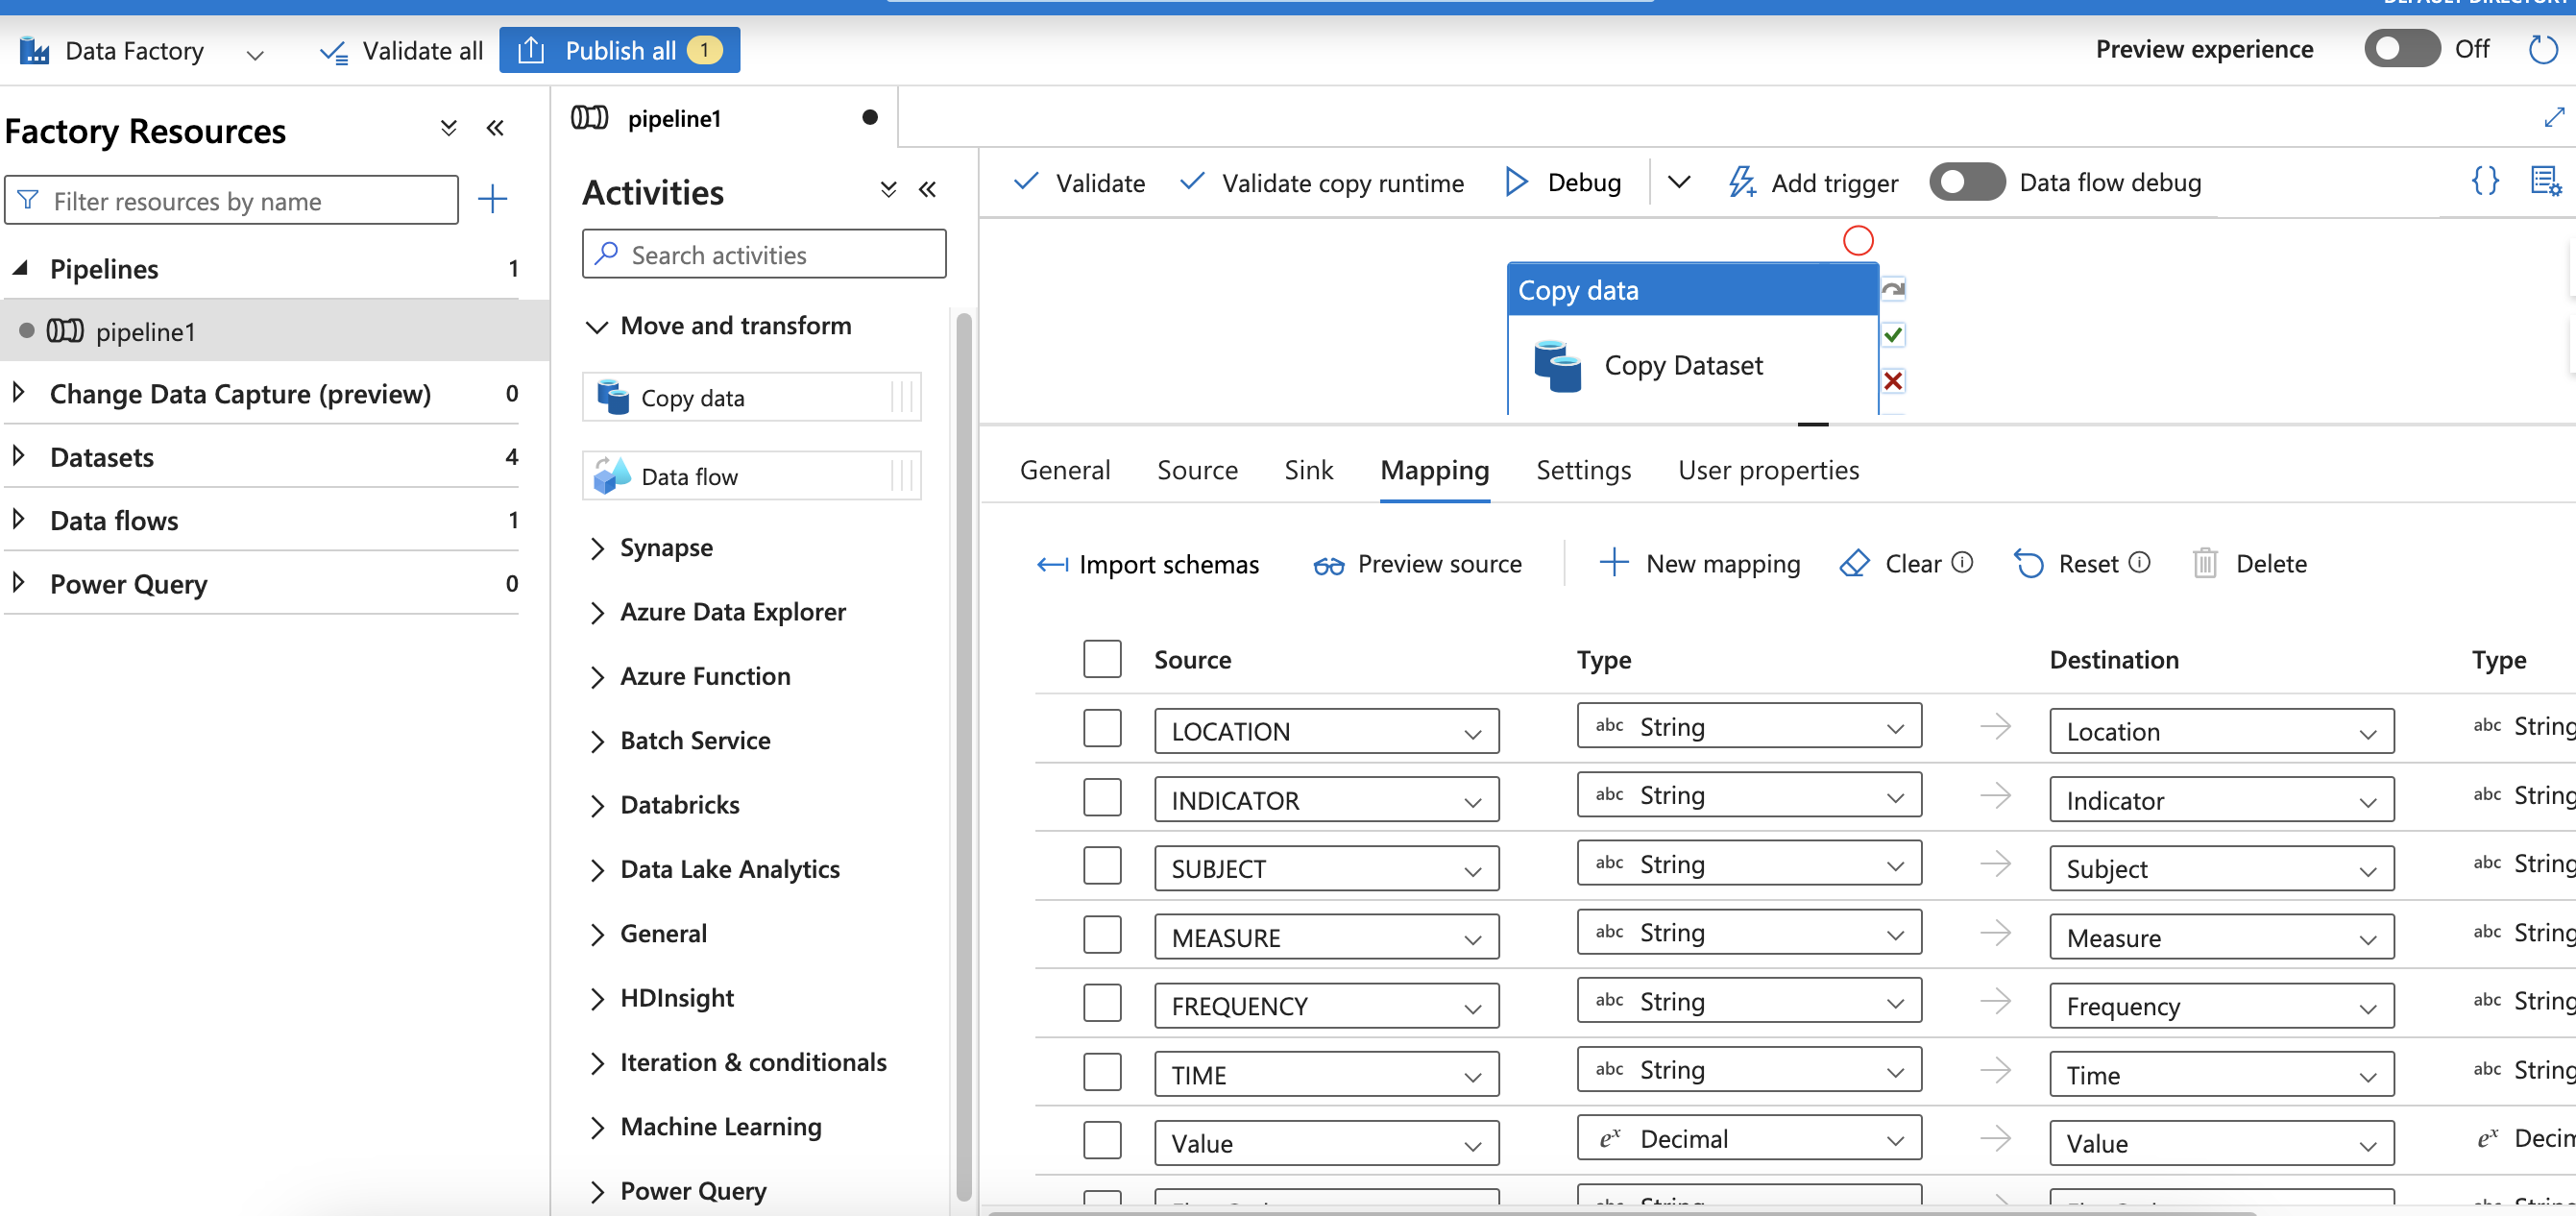 Data Factory
Validate all
Publish all 1
Preview experience
Off
Factory Resources
Filter resources by name
Pipelines 1
pipeline1
Change Data Capture (preview) 0
Datasets 4
Data flows 1
Power Query 0
pipeline1
Activities
Search activities
Move and transform
Copy data
Data flow
Synapse
Azure Data Explorer
Azure Function
Batch Service
Databricks
Data Lake Analytics
General
HDInsight
Iteration & conditionals
Machine Learning
Power Query
Validate
Validate copy runtime
Debug
Add trigger
Data flow debug
Copy data
Copy Dataset
General Source Sink Mapping Settings User properties
Import schemas
Preview source
New mapping
Clear
Reset
Delete
Source Type Destination Type
LOCATION abc String Location abc String
INDICATOR abc String Indicator abc String
SUBJECT abc String Subject abc String
MEASURE abc String Measure abc String
FREQUENCY abc String Frequency abc String
TIME abc String Time abc String
Value eˣ Decimal Value eˣ Decim